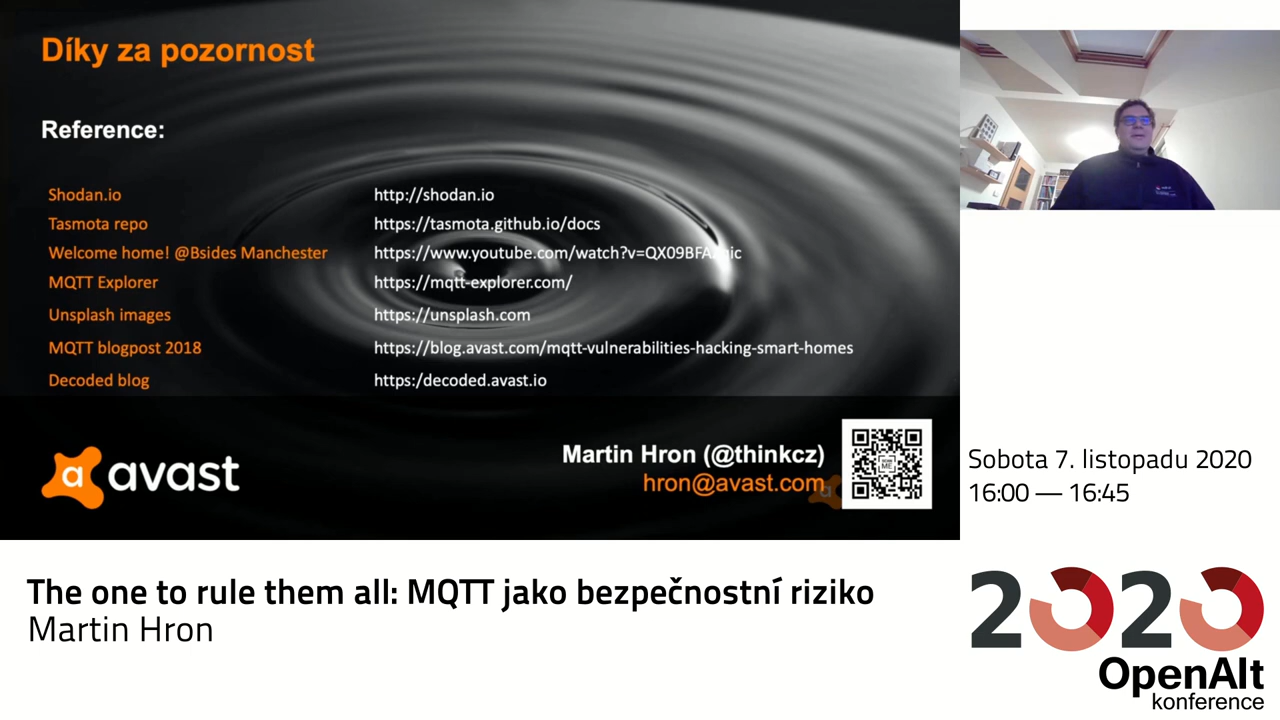 Díky za pozornost
Reference:
Shodan.io http://shodan.io
Tasmota repo https://tasmota.github.io/docs
Welcome home! @Bsides Manchester
MQTT Explorer https://mqtt-explorer.com/
Unsplash images https://unsplash.com
MQTT blogpost 2018 https://blog.avast.com/mqtt-vulnerabilities-hacking-smart-homes
Decoded blog https:/decoded.avast.io
avast
Martin Hron (@thinkcz)
hron@avast.com
Sobota 7. listopadu 2020
16:00 — 16:45
The one to rule them all: MQTT jako bezpečnostní riziko
Martin Hron
2020
OpenAlt
konference